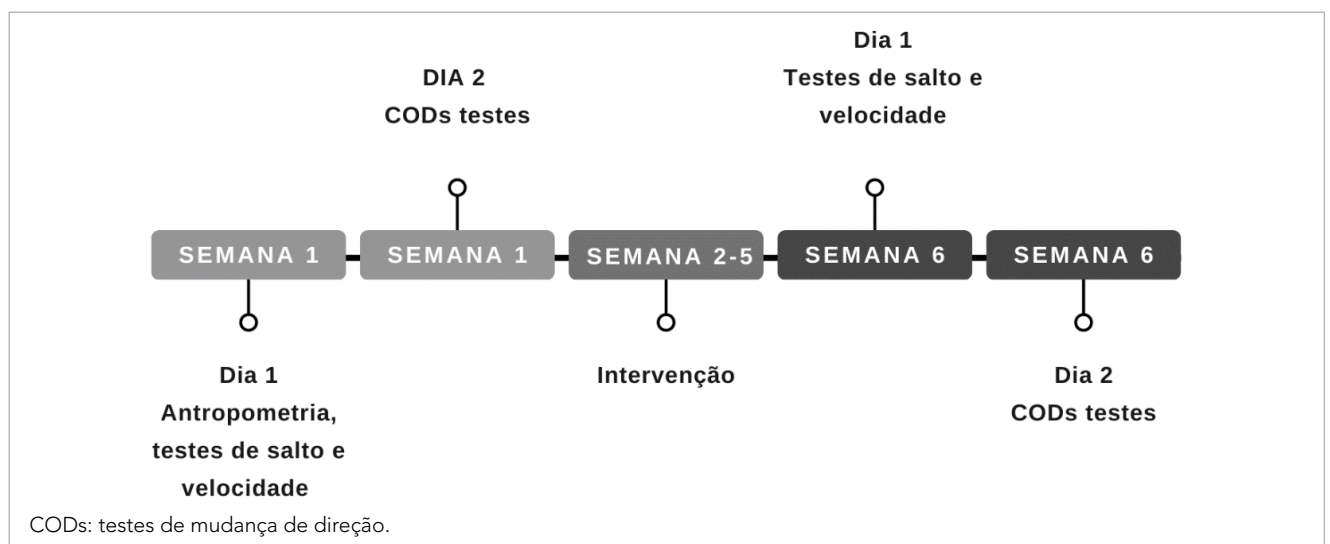 Dia 1
Testes de salto e
velocidade
DIA 2
CODs testes
SEMANA 1
SEMANA 1
SEMANA 2-5
SEMANA 6
SEMANA 6
Dia 1
Antropometria,
testes de salto e
velocidade
Intervenção
Dia 2
CODs testes
CODs: testes de mudança de direção.